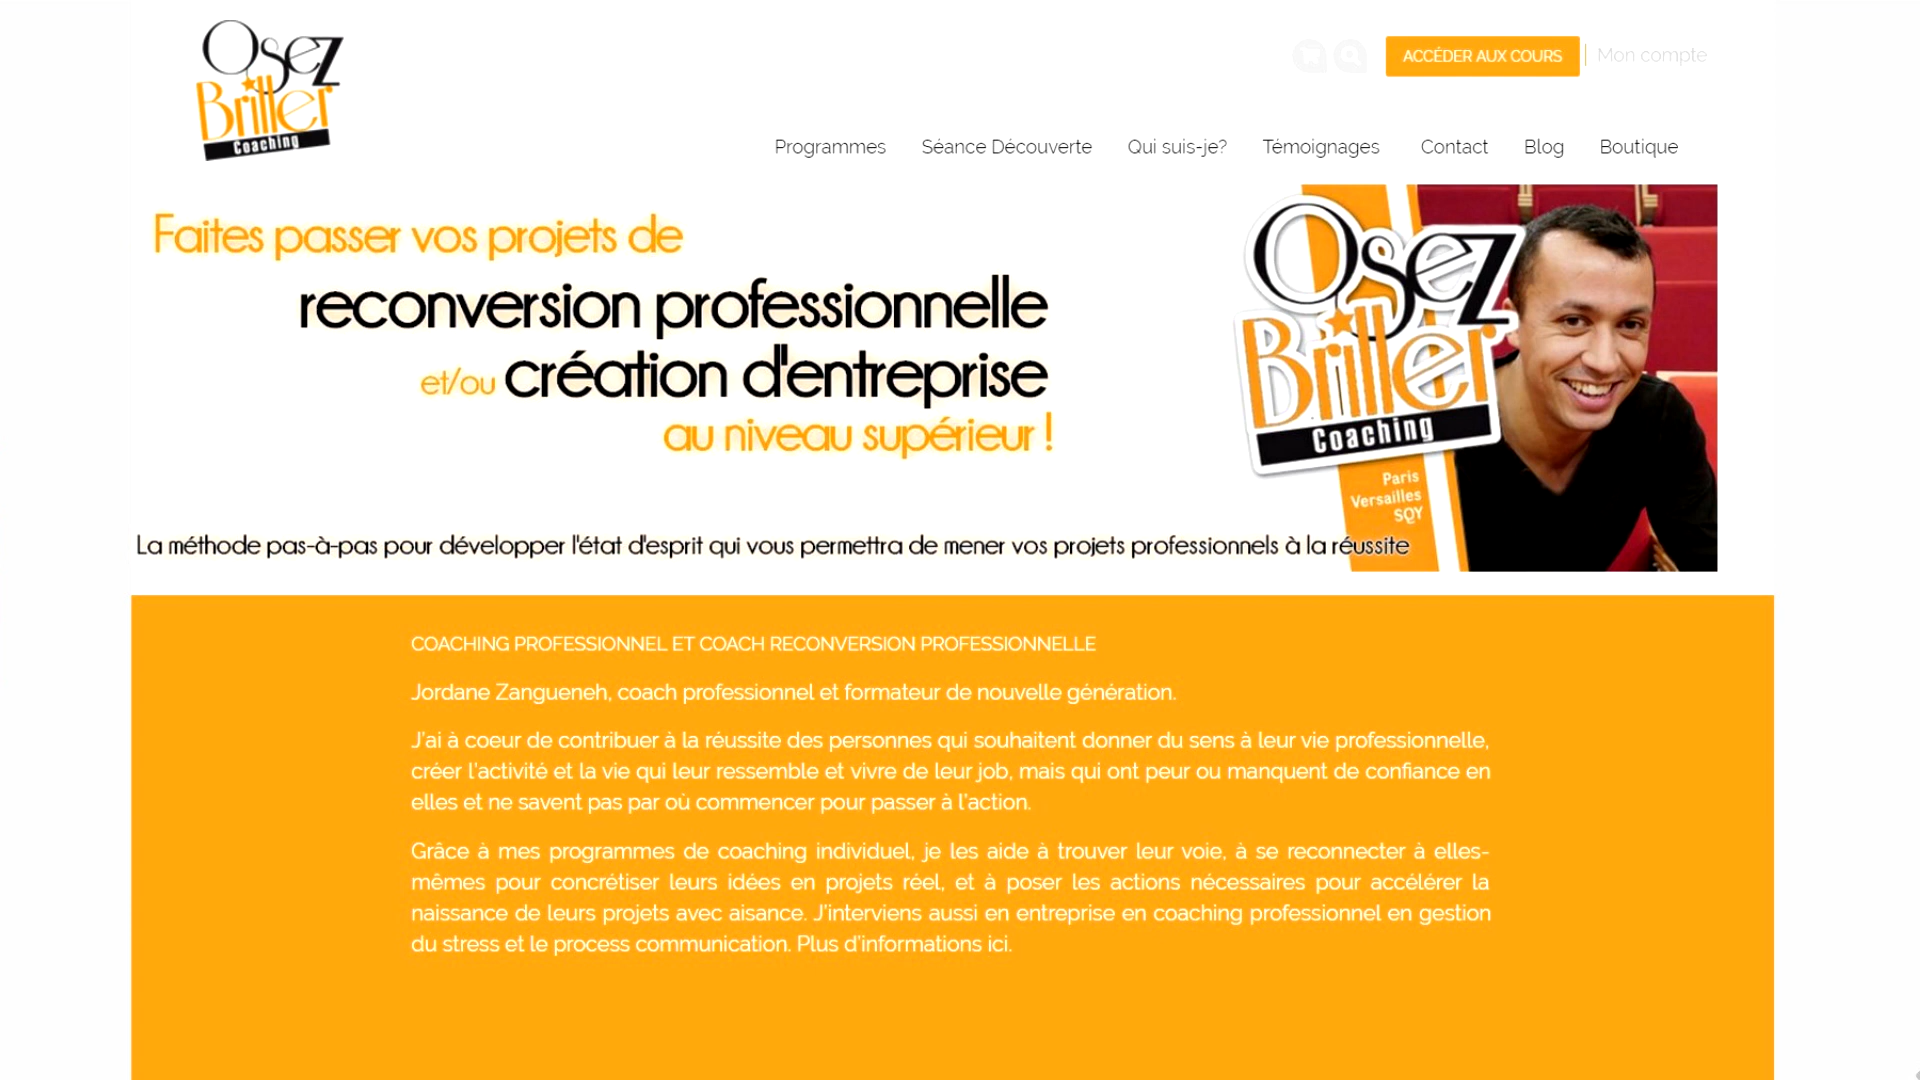 Osez
Briller
Coaching
ACCÉDER AUX COURS
Mon compte
Programmes
Séance Découverte
Qui suis-je?
Témoignages
Contact
Blog
Boutique
Faites passer vos projets de
reconversion professionnelle
et/ou création d'entreprise
au niveau supérieur !
Osez
Briller
Coaching
Paris
Versailles
SQY
La méthode pas-à-pas pour développer l'état d'esprit qui vous permettra de mener vos projets professionnels à la réussite
COACHING PROFESSIONNEL ET COACH RECONVERSION PROFESSIONNELLE
Jordane Zangueneh, coach professionnel et formateur de nouvelle génération.
J'ai à coeur de contribuer à la réussite des personnes qui souhaitent donner du sens à leur vie professionnelle,
créer l'activité et la vie qui leur ressemble et vivre de leur job, mais qui ont peur ou manquent de confiance en
elles et ne savent pas par où commencer pour passer à l'action.
Grâce à mes programmes de coaching individuel, je les aide à trouver leur voie, à se reconnecter à elles-
mêmes pour concrétiser leurs idées en projets réel, et à poser les actions nécessaires pour accélérer la
naissance de leurs projets avec aisance. J'interviens aussi en entreprise en coaching professionnel en gestion
du stress et le process communication. Plus d'informations ici.